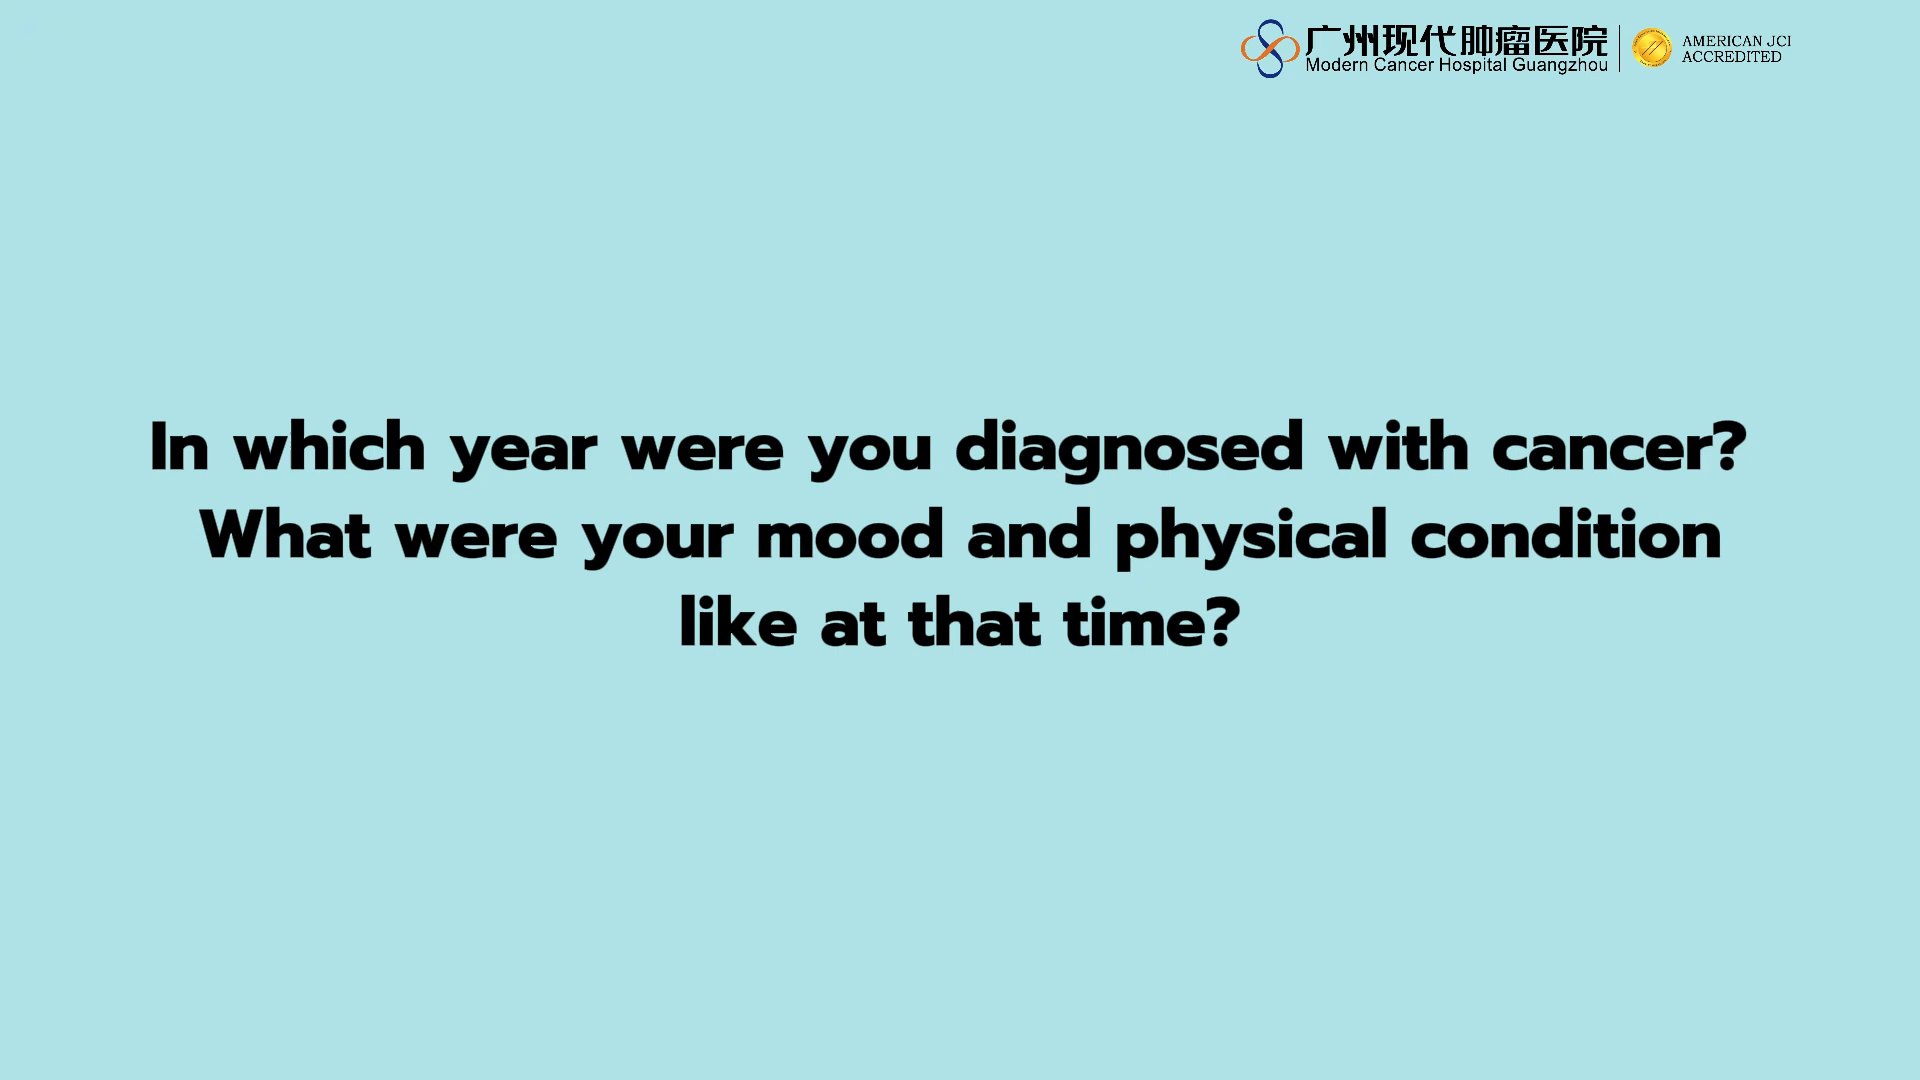 广州现代肿瘤医院
Modern Cancer Hospital Guangzhou
AMERICAN JCI
ACCREDITED
In which year were you diagnosed with cancer?
What were your mood and physical condition
like at that time?